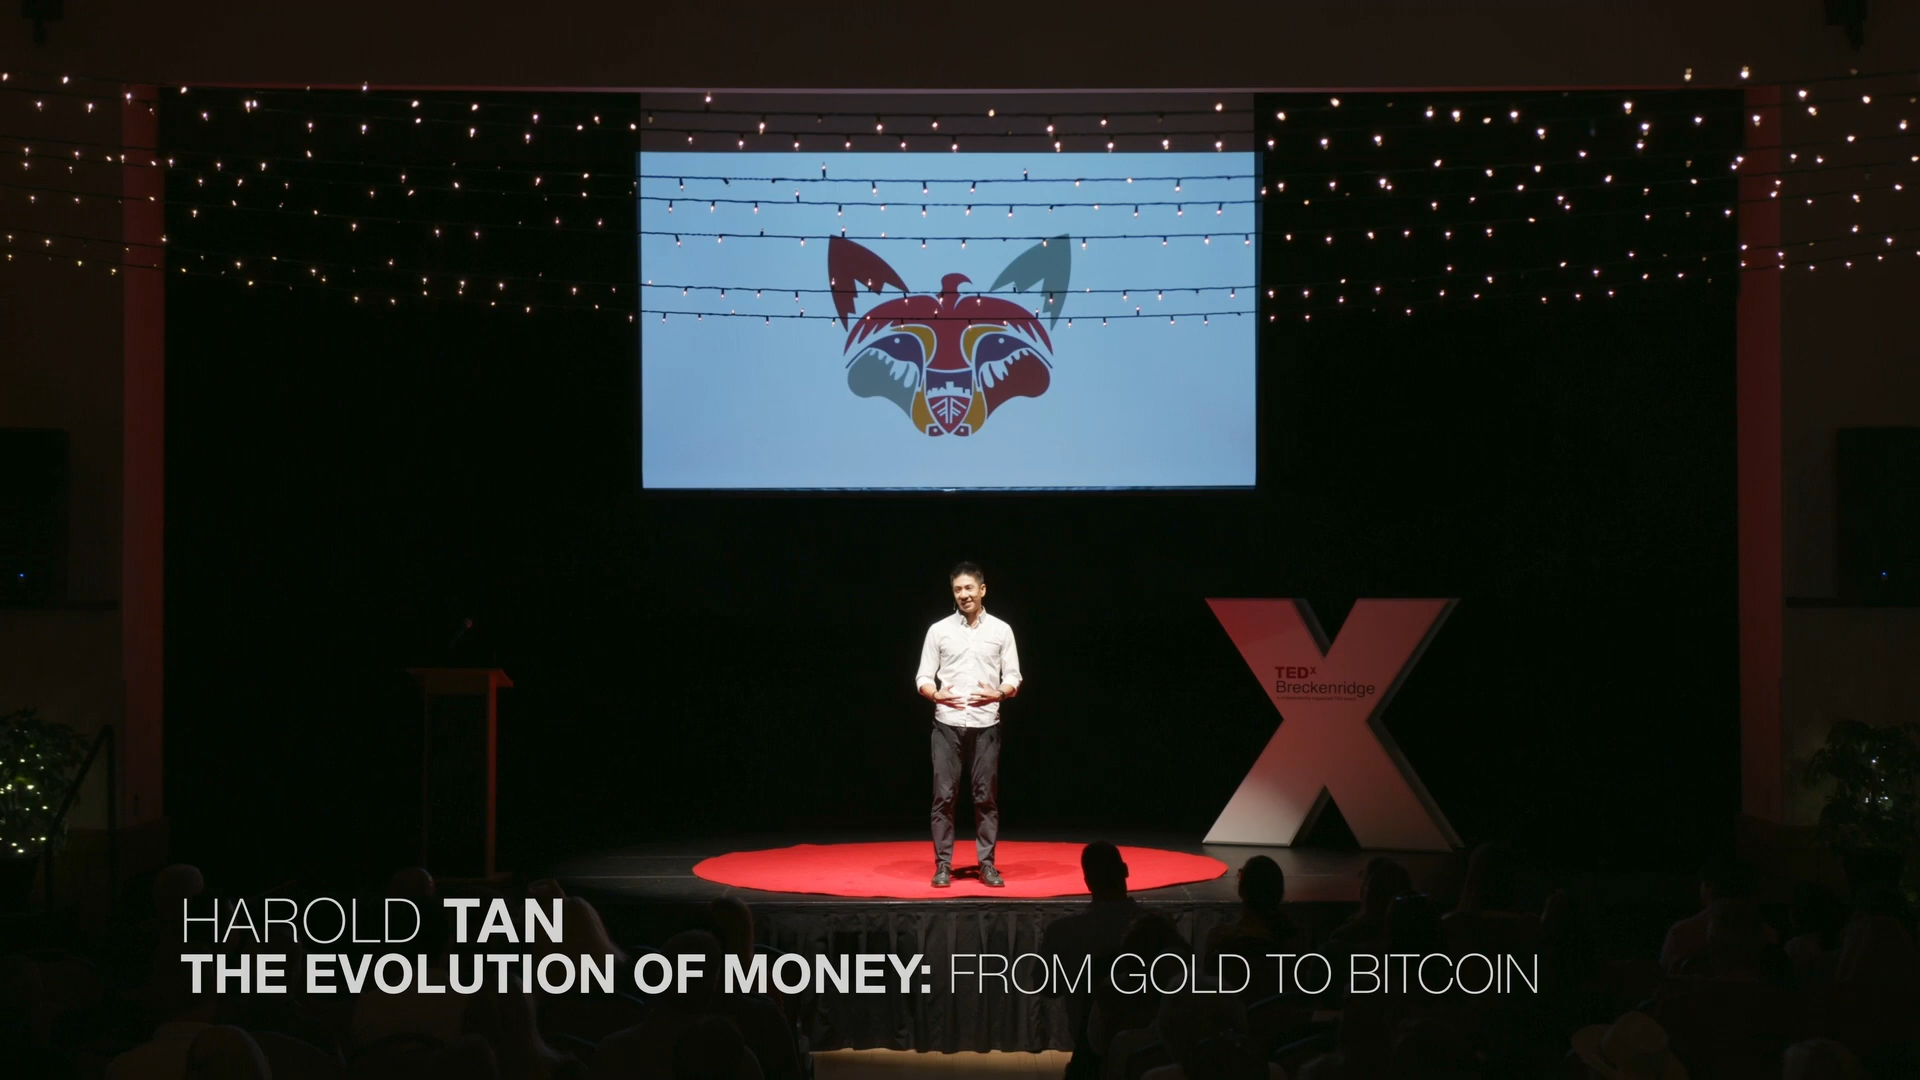 TEDx
Breckenridge
HAROLD TAN
THE EVOLUTION OF MONEY: FROM GOLD TO BITCOIN